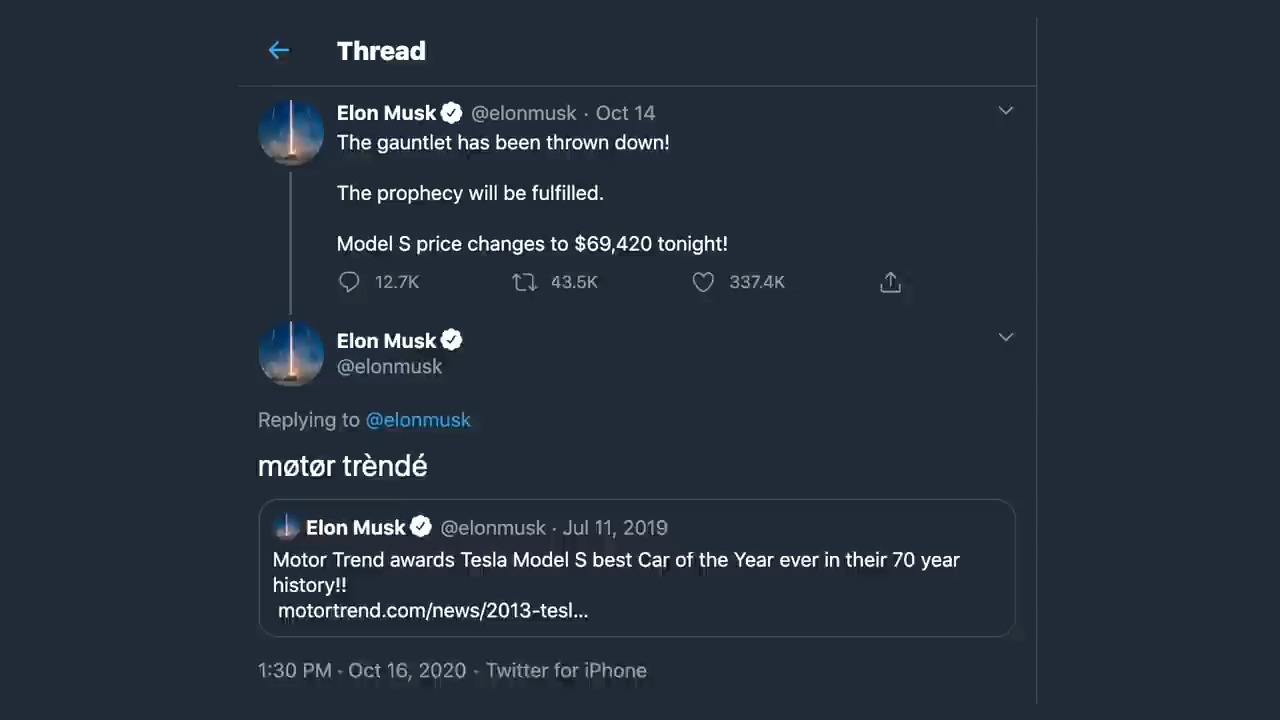 Thread
Elon Musk @elonmusk · Oct 14
The gauntlet has been thrown down!
The prophecy will be fulfilled.
Model S price changes to $69,420 tonight!
12.7K 43.5K 337.4K
Elon Musk
@elonmusk
Replying to @elonmusk
møtør trèndé
Elon Musk @elonmusk · Jul 11, 2019
Motor Trend awards Tesla Model S best Car of the Year ever in their 70 year
history!!
motortrend.com/news/2013-tesl...
1:30 PM · Oct 16, 2020 · Twitter for iPhone